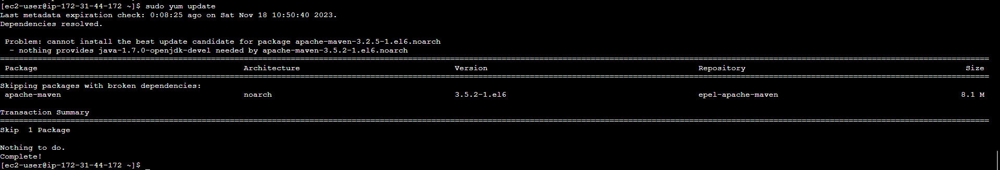 [ec2-user@ip-172-31-44-172 ~]$ sudo yum update
Last metadata expiration check: 0:08:25 ago on Sat Nov 18 10:50:40 2023.
Dependencies resolved.
Problem: cannot install the best update candidate for package apache-maven-3.2.5-1.el6.noarch
- nothing provides java-1.7.0-openjdk-devel needed by apache-maven-3.5.2-1.el6.noarch
Package Architecture Version Repository Size
Skipping packages with broken dependencies:
apache-maven noarch 3.5.2-1.el6 epel-apache-maven 8.1 M
Transaction Summary
Skip 1 Package
Nothing to do.
Complete!
[ec2-user@ip-172-31-44-172 ~]$